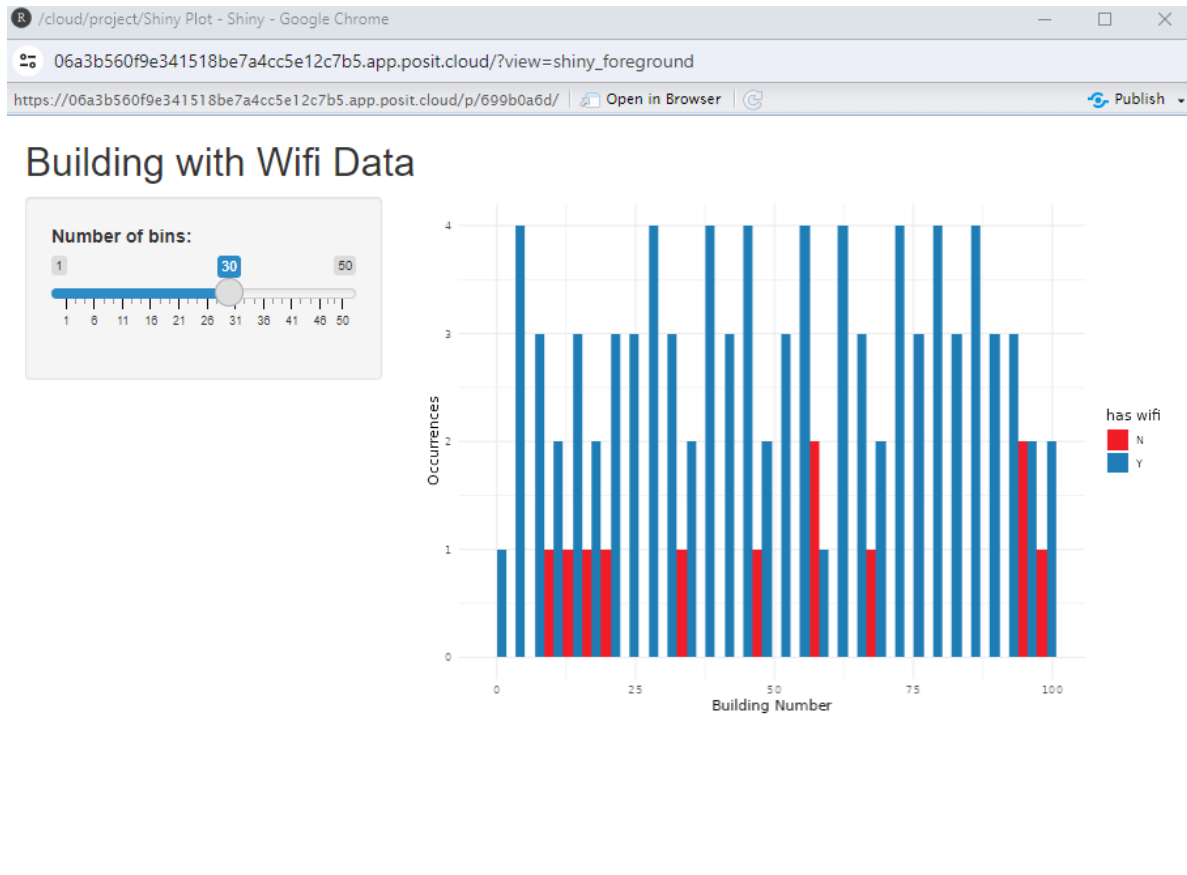 R /cloud/project/Shiny Plot - Shiny - Google Chrome
06a3b560f9e341518be7a4cc5e12c7b5.app.posit.cloud/?view=shiny_foreground
https://06a3b560f9e341518be7a4cc5e12c7b5.app.posit.cloud/p/699b0a6d/ Open in Browser Publish
Building with Wifi Data
Number of bins:
1 30 50
1 6 11 16 21 26 31 36 41 46 50
Occurrences
4
3
2
1
0
0 25 50 75 100
Building Number
has wifi
N
Y